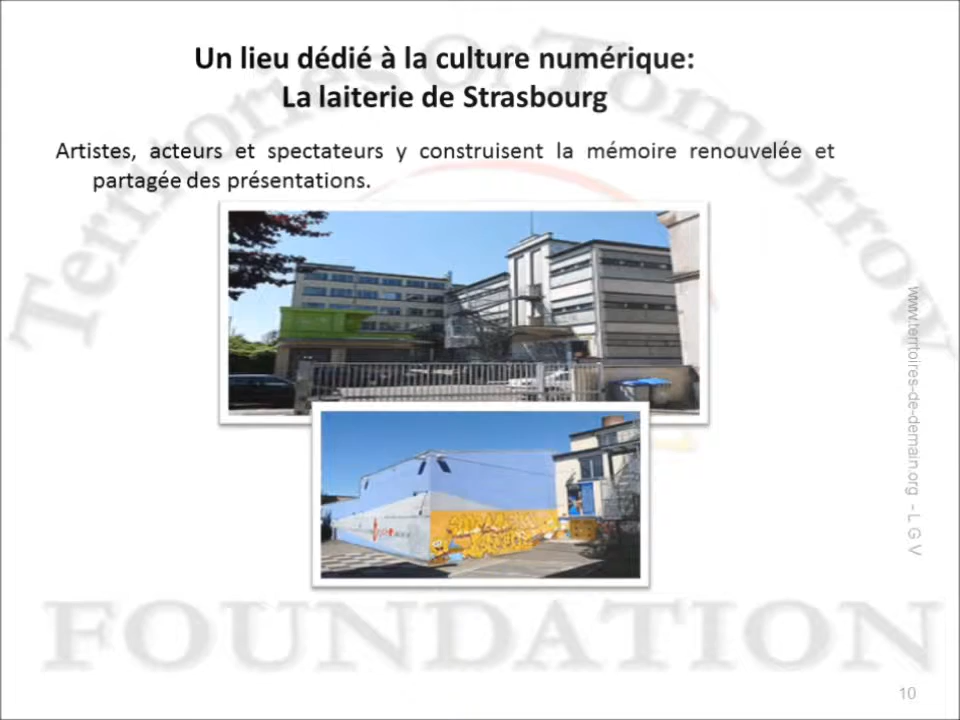 Un lieu dédié à la culture numérique:
La laiterie de Strasbourg
Artistes, acteurs et spectateurs y construisent la mémoire renouvelée et
partagée des présentations.
Territories Of Tomorrow
www.territoires-de-demain.org - L G V
FOUNDATION
10